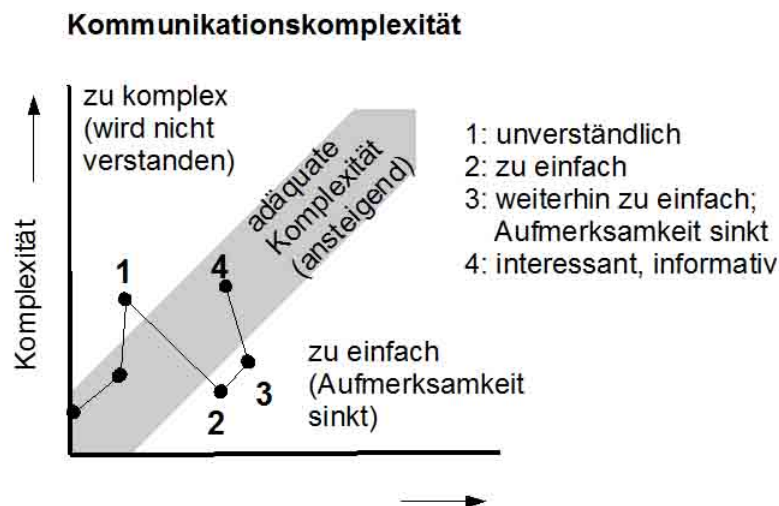 Kommunikationskomplexität
zu komplex
(wird nicht
verstanden)
adäquate
Komplexität
(ansteigend)
1: unverständlich
2: zu einfach
3: weiterhin zu einfach;
Aufmerksamkeit sinkt
4: interessant, informativ
Komplexität
1
4
2
3
zu einfach
(Aufmerksamkeit
sinkt)